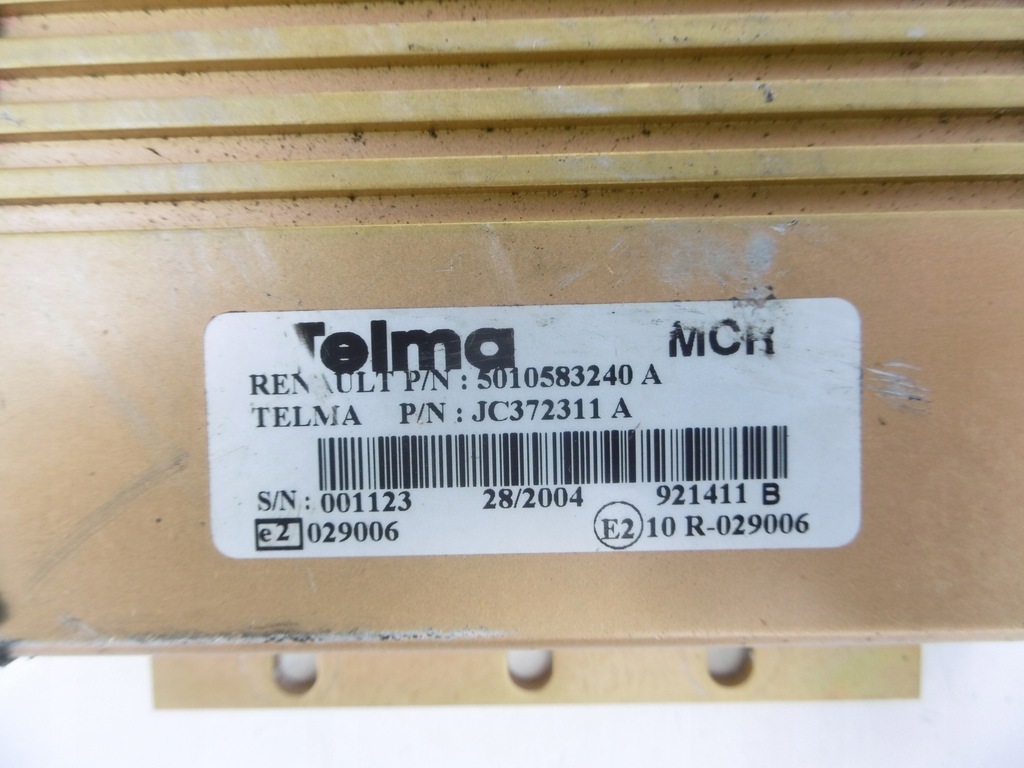 Telma MCR
RENAULT P/N : 5010583240 A
TELMA P/N : JC372311 A
S/N : 001123 28/2004 921411 B
e2 029006 E2 10 R-029006